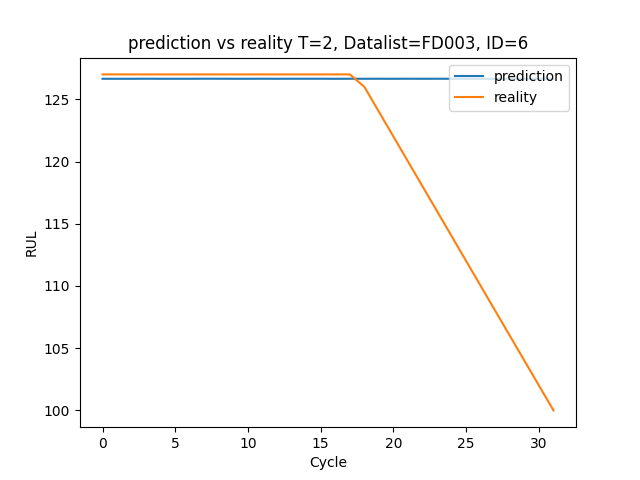 prediction vs reality T=2, Datalist=FD003, ID=6
prediction
reality
RUL
125
120
115
110
105
100
0 5 10 15 20 25 30
Cycle